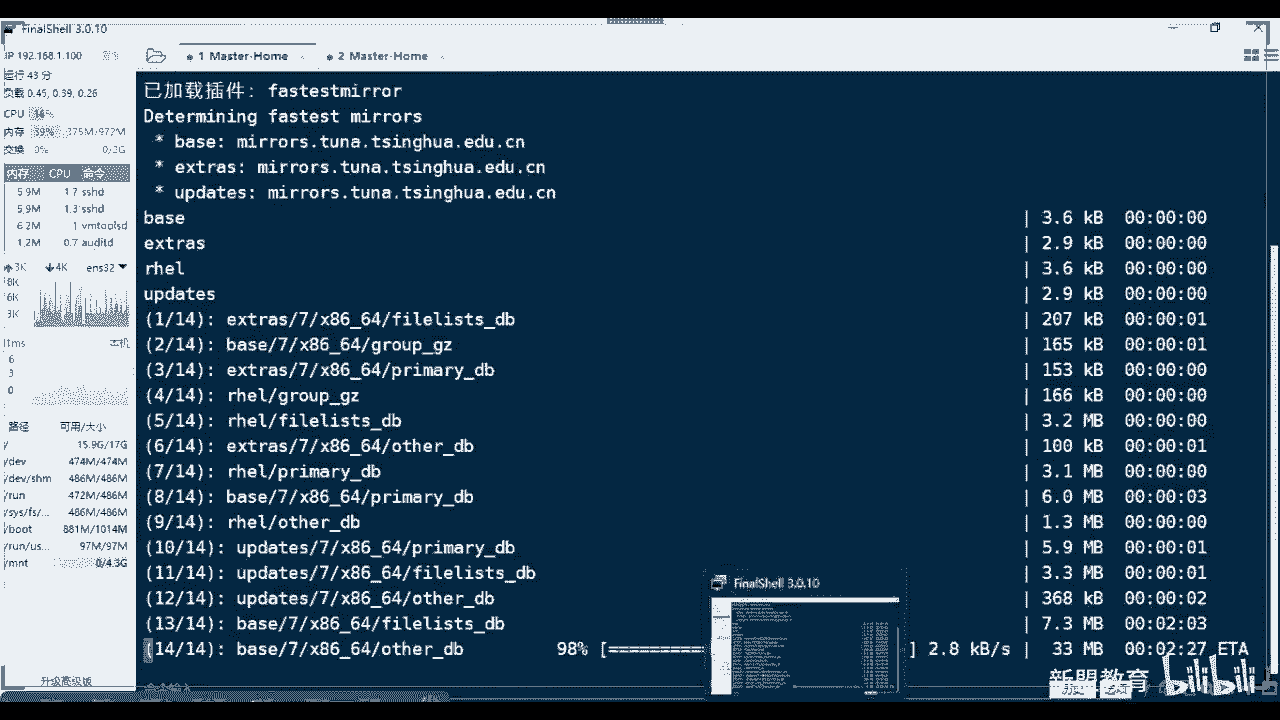 FinalShell 3.0.10
IP 192.168.1.100
运行 43 分
负载 0.45, 0.39, 0.26
CPU
内存 39% 375M/972M
交换 0% 0/2G
1 Master-Home
2 Master-Home
内存 CPU 命令
5.9M 1.7 sshd
5.9M 1.3 sshd
6.2M 1 vmtoolsd
1.2M 0.7 auditd
3K 4K ens32
8K
6K
3K
本机
6
3
0
路径 可用/大小
/ 15.9G/17G
/dev 474M/474M
/dev/shm 486M/486M
/run 472M/486M
/sys/fs/... 486M/486M
/boot 881M/1014M
/run/us... 97M/97M
/mnt 0/4.3G
已加载插件: fastestmirror
Determining fastest mirrors
* base: mirrors.tuna.tsinghua.edu.cn
* extras: mirrors.tuna.tsinghua.edu.cn
* updates: mirrors.tuna.tsinghua.edu.cn
base | 3.6 kB 00:00:00
extras | 2.9 kB 00:00:00
rhel | 3.6 kB 00:00:00
updates | 2.9 kB 00:00:00
(1/14): extras/7/x86_64/filelists_db | 207 kB 00:00:01
(2/14): base/7/x86_64/group_gz | 165 kB 00:00:01
(3/14): extras/7/x86_64/primary_db | 153 kB 00:00:00
(4/14): rhel/group_gz | 166 kB 00:00:00
(5/14): rhel/filelists_db | 3.2 MB 00:00:00
(6/14): extras/7/x86_64/other_db | 100 kB 00:00:01
(7/14): rhel/primary_db | 3.1 MB 00:00:00
(8/14): base/7/x86_64/primary_db | 6.0 MB 00:00:03
(9/14): rhel/other_db | 1.3 MB 00:00:00
(10/14): updates/7/x86_64/primary_db | 5.9 MB 00:00:01
(11/14): updates/7/x86_64/filelists_db | 3.3 MB 00:00:01
(12/14): updates/7/x86_64/other_db | 368 kB 00:00:02
(13/14): base/7/x86_64/filelists_db | 7.3 MB 00:02:03
(14/14): base/7/x86_64/other_db 98% [ ] 2.8 kB/s | 33 MB 00:02:22 ETA
FinalShell 3.0.10
新盟教育
bilibili